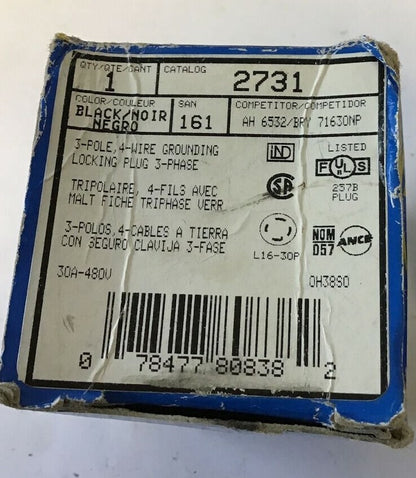 QTY/QTE/CANT
CATALOG
1
2731
COLOR/COULEUR
SAN
COMPETITOR/COMPETIDOR
BLACK/NOIR
NEGRO
161
AH 6532/BRY 71630NP
3-POLE,4-WIRE GROUNDING
LOCKING PLUG 3-PHASE
IND
LISTED
TRIPOLAIRE, 4-FILS AVEC
MALT FICHE TRIPHASE VERR.
237B
PLUG
3-POLOS,4-CABLES A TIERRA
CON SEGURO CLAVIJA 3-FASE
L16-30P
NOM
057
ANCE
30A-480V
0H38S0
0 78477 80838 2